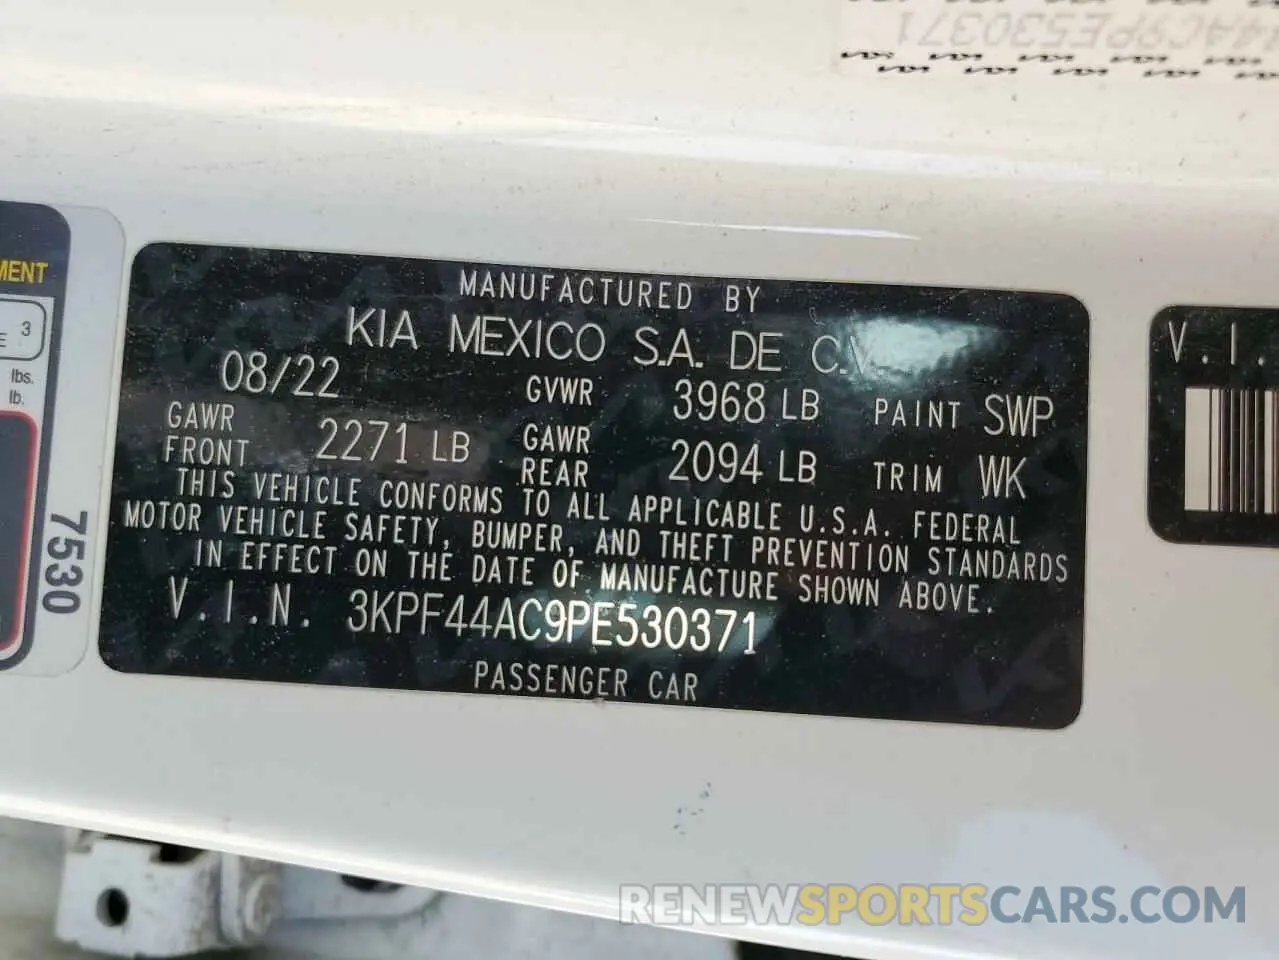 44AC9PE530371
MENT
3
E
lbs.
lb.
7530
MANUFACTURED BY
KIA MEXICO S.A. DE C.V.
08/22 GVWR 3968 LB PAINT SWP
GAWR FRONT 2271 LB GAWR REAR 2094 LB TRIM WK
THIS VEHICLE CONFORMS TO ALL APPLICABLE U.S.A. FEDERAL
MOTOR VEHICLE SAFETY, BUMPER, AND THEFT PREVENTION STANDARDS
IN EFFECT ON THE DATE OF MANUFACTURE SHOWN ABOVE.
V.I.N. 3KPF44AC9PE530371
PASSENGER CAR
V.I.
RENEWSPORTSCARS.COM